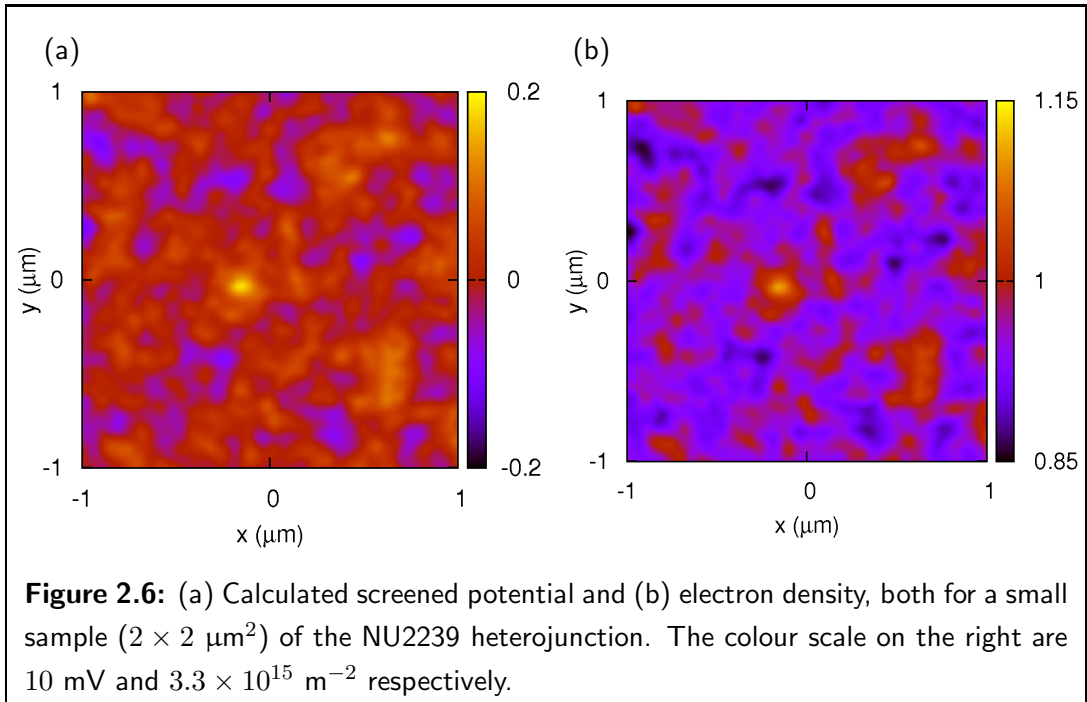 (a)
1
0
-1
y (μm)
-1
0
1
x (μm)
0.2
0
-0.2
(b)
1
0
-1
y (μm)
-1
0
1
x (μm)
1.15
1
0.85
Figure 2.6: (a) Calculated screened potential and (b) electron density, both for a small
sample (2 × 2 μm²) of the NU2239 heterojunction. The colour scale on the right are
10 mV and 3.3 × 10¹⁵ m⁻² respectively.